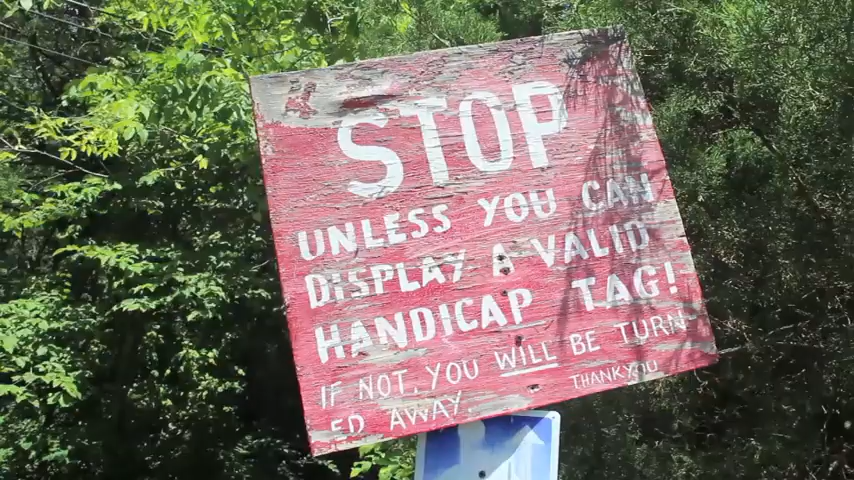 STOP
UNLESS YOU CAN
DISPLAY A VALID
HANDICAP TAG!
IF NOT, YOU WILL BE TURN
ED AWAY THANK YOU